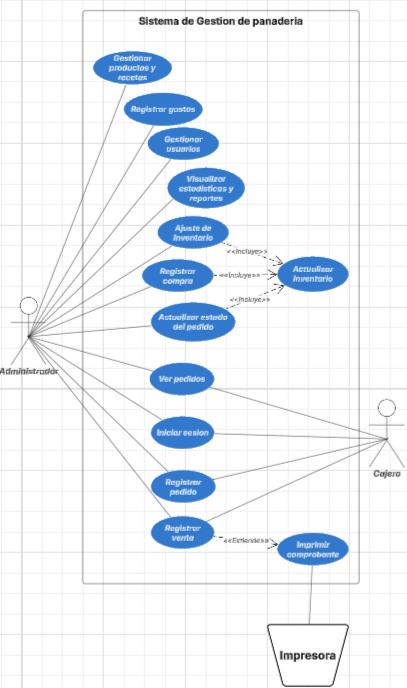 Sistema de Gestion de panaderia
Gestionar
productos y
recetas
Registrar gastos
Gestionar
usuarios
Visualizar
estadisticas y
reportes
Ajuste de
Inventario
<<Incluye>>
Registrar
compra
<<Incluye>>
Actualizar
Inventario
<<Incluye>>
Actualizar estado
del pedido
Administrador
Ver pedidos
Iniciar sesion
Cajero
Registrar
pedido
Registrar
venta
<<Extiende>>
Imprimir
comprobante
Impresora